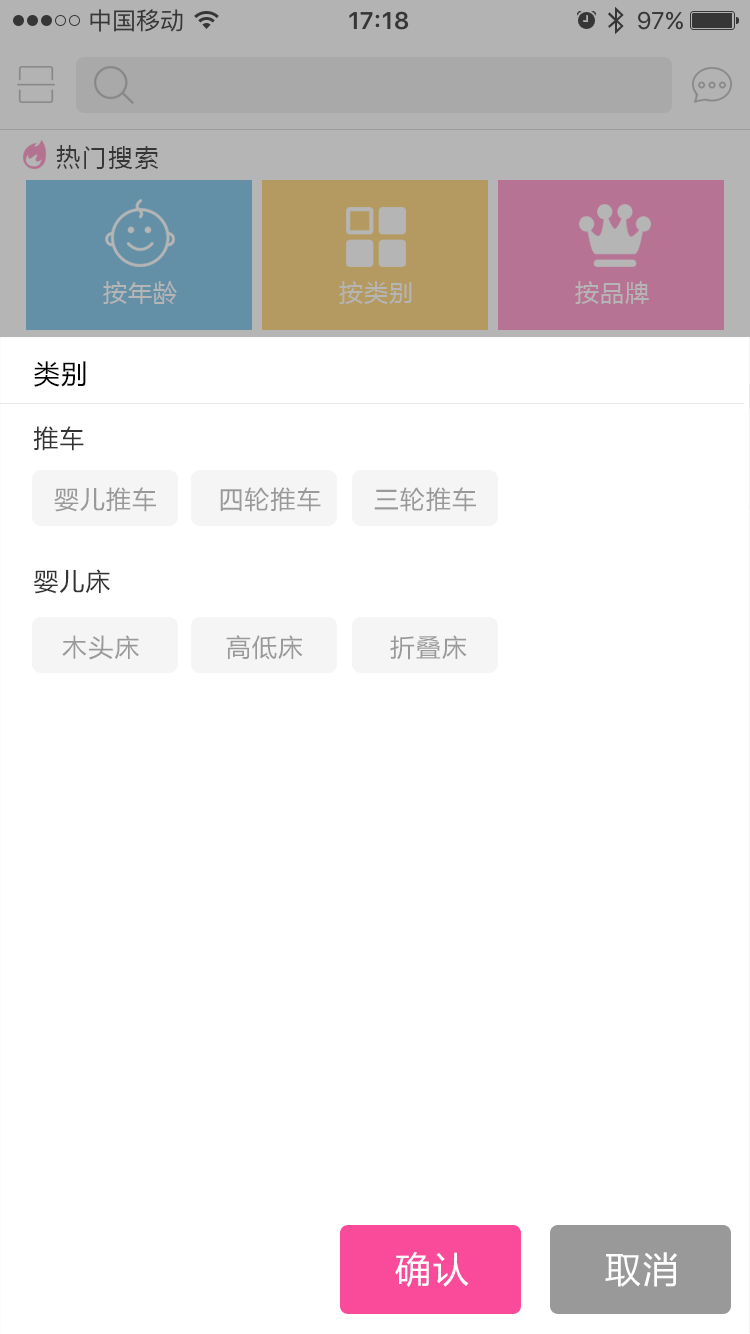 中国移动 17:18 97%
热门搜索
按年龄 按类别 按品牌
类别
推车
婴儿推车 四轮推车 三轮推车
婴儿床
木头床 高低床 折叠床
确认 取消